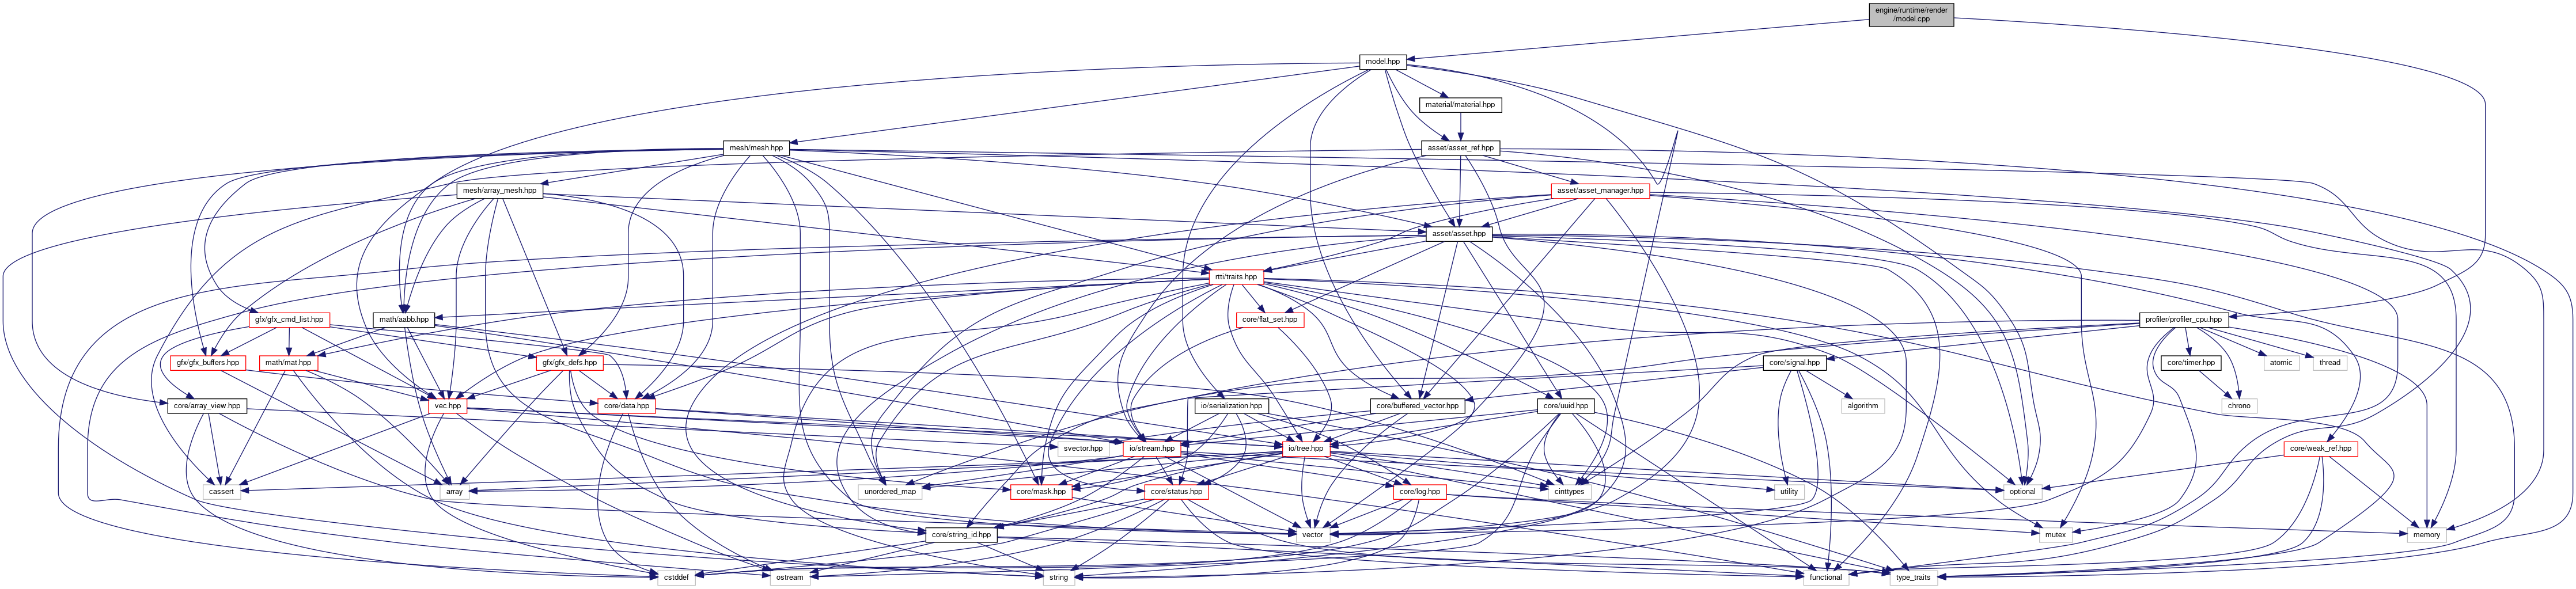 engine/runtime/render
/model.cpp
model.hpp
material/material.hpp
mesh/mesh.hpp
asset/asset_ref.hpp
mesh/array_mesh.hpp
asset/asset_manager.hpp
asset/asset.hpp
rtti/traits.hpp
gfx/gfx_cmd_list.hpp
math/aabb.hpp
core/flat_set.hpp
profiler/profiler_cpu.hpp
gfx/gfx_buffers.hpp
math/mat.hpp
gfx/gfx_defs.hpp
core/signal.hpp
core/timer.hpp
atomic
thread
core/array_view.hpp
vec.hpp
core/data.hpp
io/serialization.hpp
core/buffered_vector.hpp
core/uuid.hpp
algorithm
chrono
svector.hpp
io/stream.hpp
io/tree.hpp
core/weak_ref.hpp
cassert
array
unordered_map
core/mask.hpp
core/status.hpp
core/log.hpp
cinttypes
utility
optional
core/string_id.hpp
vector
mutex
memory
cstddef
ostream
string
functional
type_traits